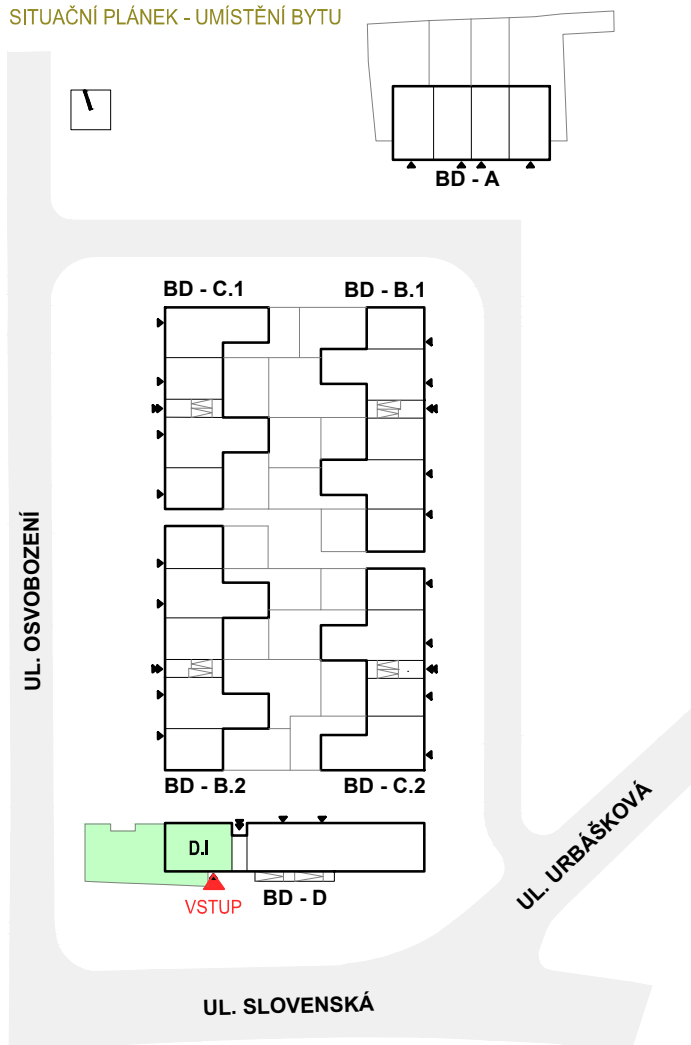 SITUAČNÍ PLÁNEK - UMÍSTĚNÍ BYTU
BD - A
BD - C.1
BD - B.1
UL. OSVOBOZENÍ
BD - B.2
BD - C.2
D.I
VSTUP
BD - D
UL. URBÁŠKOVÁ
UL. SLOVENSKÁ